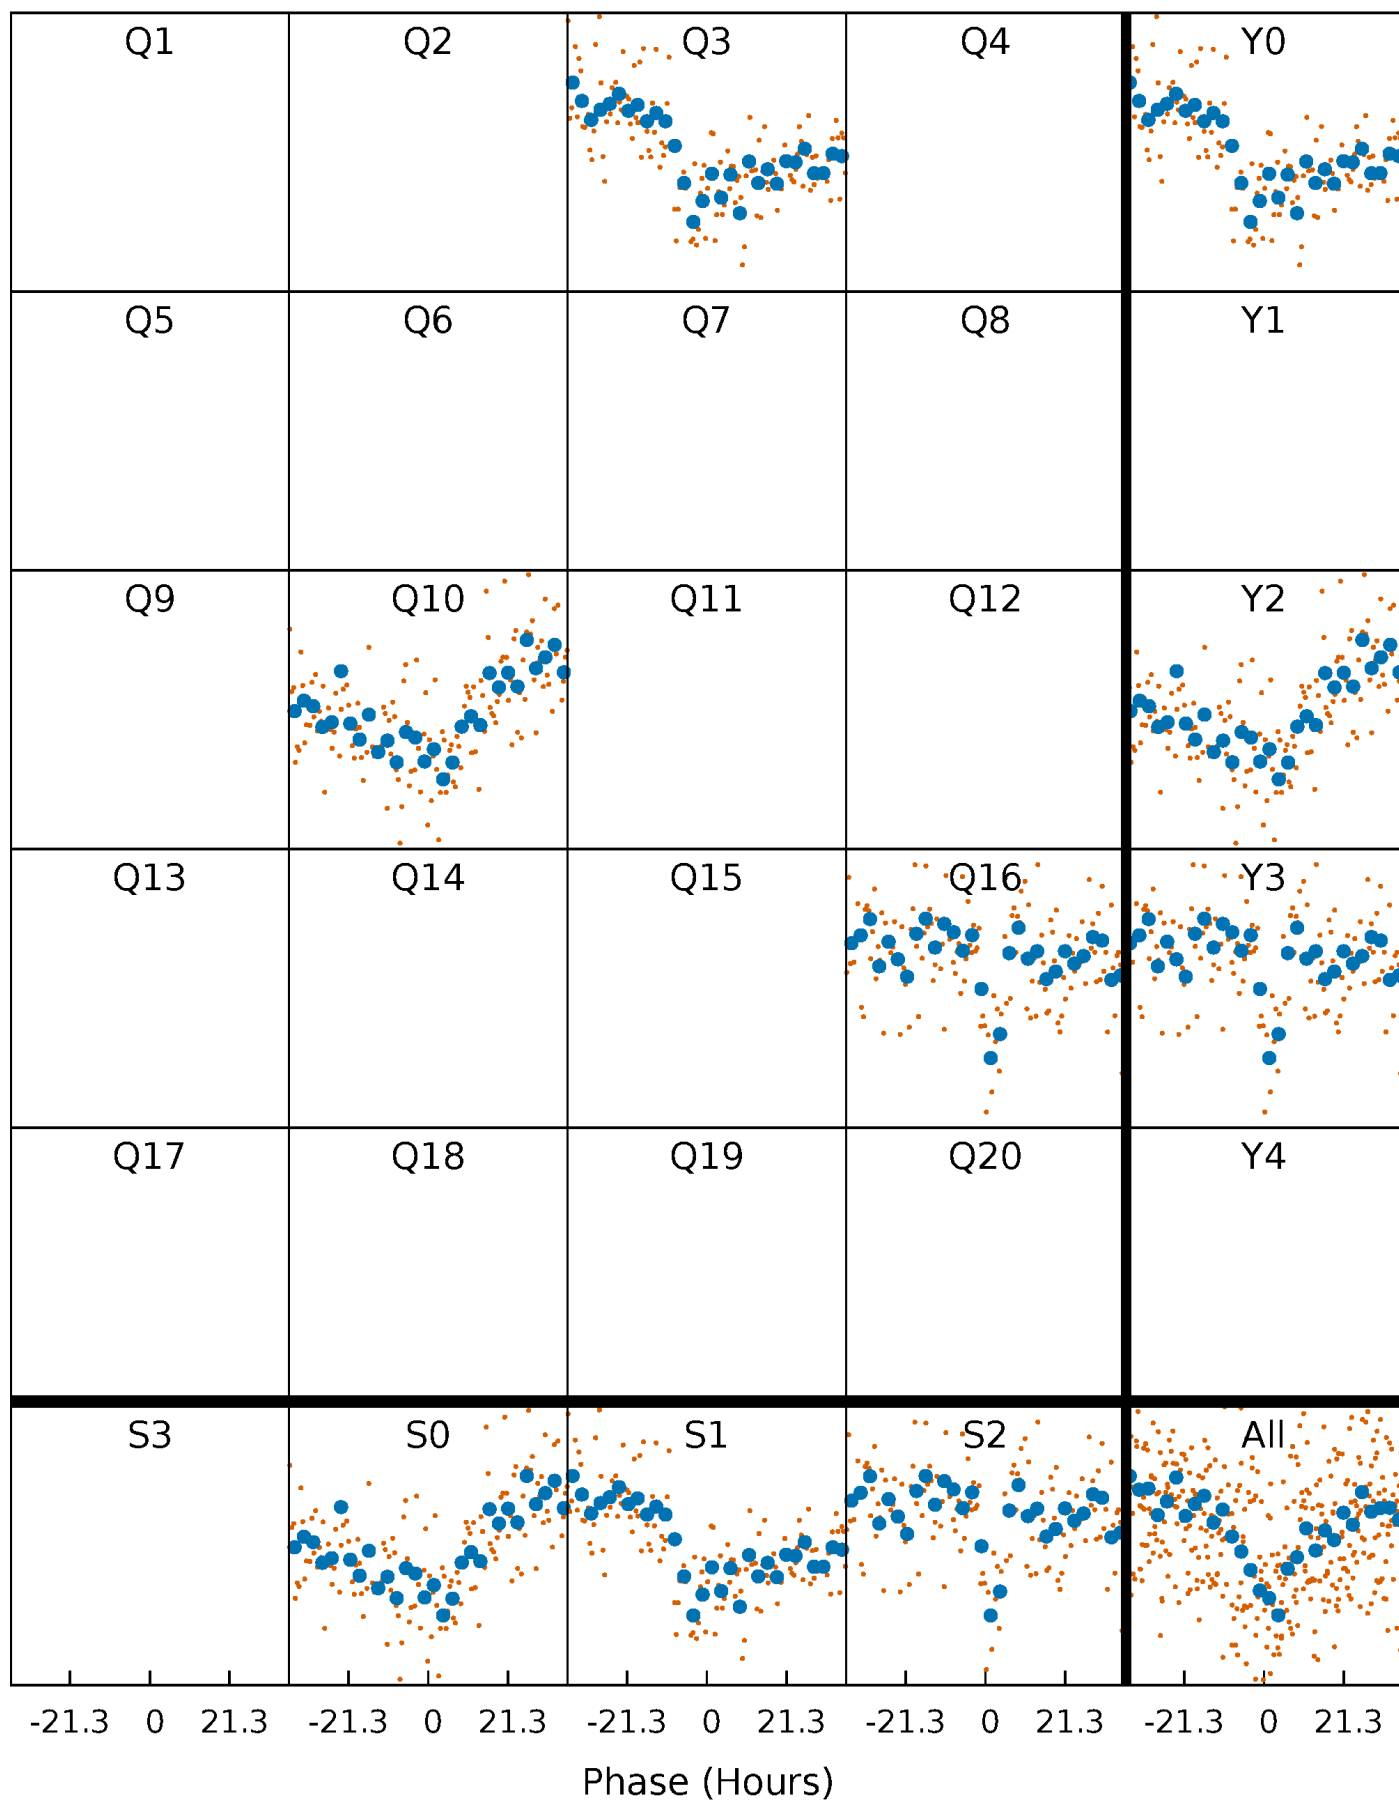 Q1 Q2 Q3 Q4 Y0
Q5 Q6 Q7 Q8 Y1
Q9 Q10 Q11 Q12 Y2
Q13 Q14 Q15 Q16 Y3
Q17 Q18 Q19 Q20 Y4
S3 S0 S1 S2 All
-21.3 0 21.3 -21.3 0 21.3 -21.3 0 21.3 -21.3 0 21.3 -21.3 0 21.3
Phase (Hours)